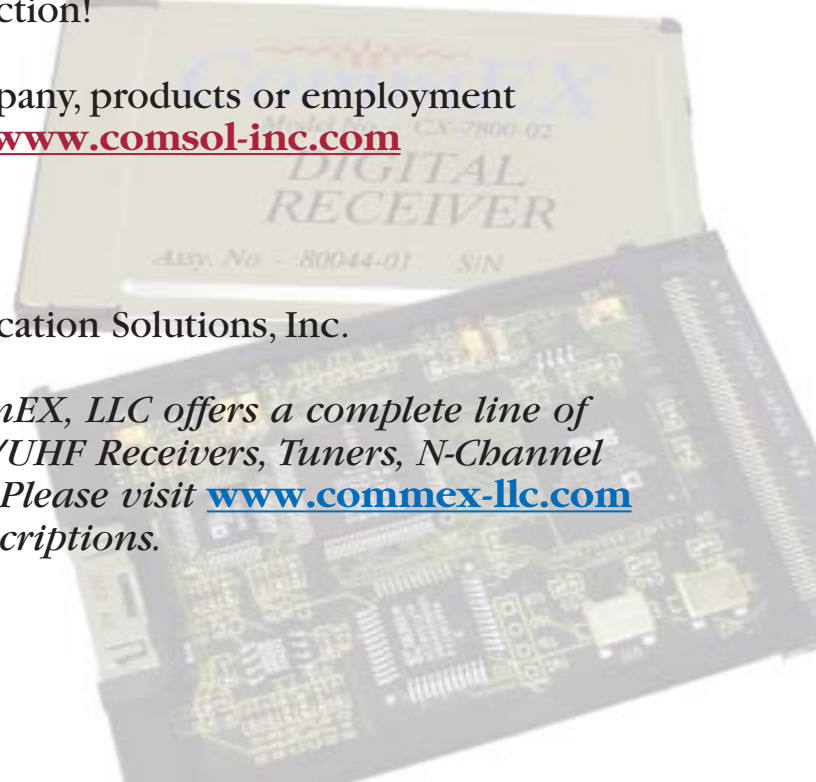 ction!
pany, products or employment
www.comsol-inc.com
CommEX
Model No. - CX-7800-02
DIGITAL
RECEIVER
Assy. No. - 80044-01 S/N
cation Solutions, Inc.
mEX, LLC offers a complete line of
/UHF Receivers, Tuners, N-Channel
Please visit www.commex-llc.com
criptions.